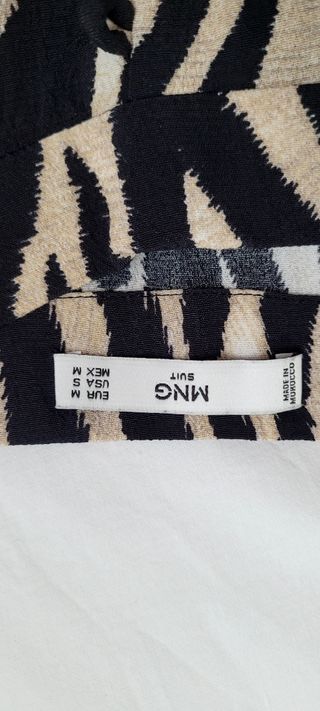 MNG
SUIT
EUR M
USA S
MEX M
MADE IN
MOROCCO